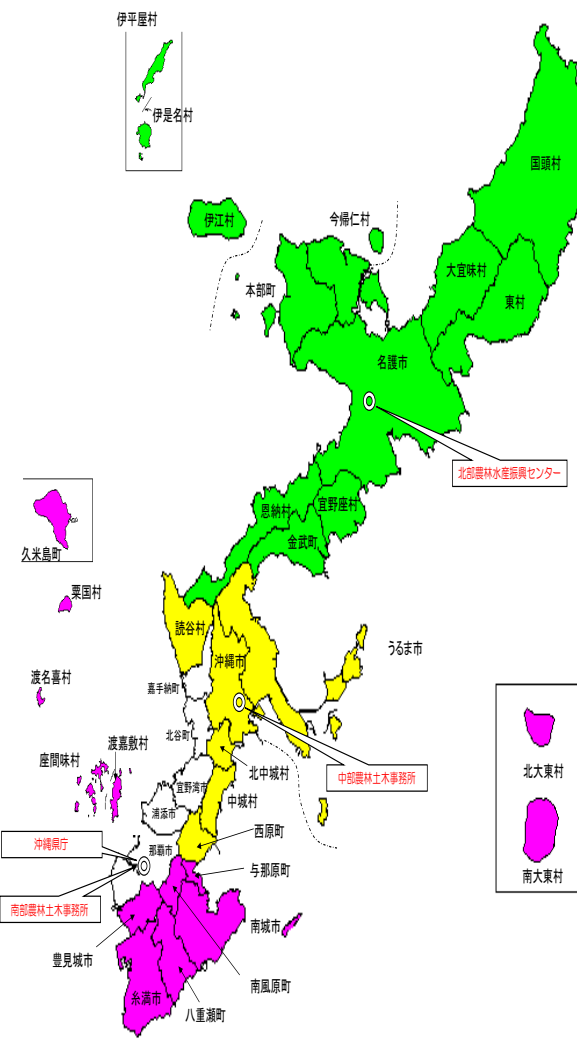 伊平屋村
伊是名村
国頭村
伊江村
今帰仁村
大宜味村
本部町
東村
名護市
北部農林水産振興センター
恩納村
宜野座村
金武町
久米島町
粟国村
読谷村
うるま市
沖縄市
渡名喜村
嘉手納町
北谷町
渡嘉敷村
座間味村
北中城村
北大東村
中部農林土木事務所
宜野湾市
中城村
浦添市
西原町
沖縄県庁
那覇市
与那原町
南大東村
南部農林土木事務所
南城市
豊見城市
南風原町
糸満市
八重瀬町